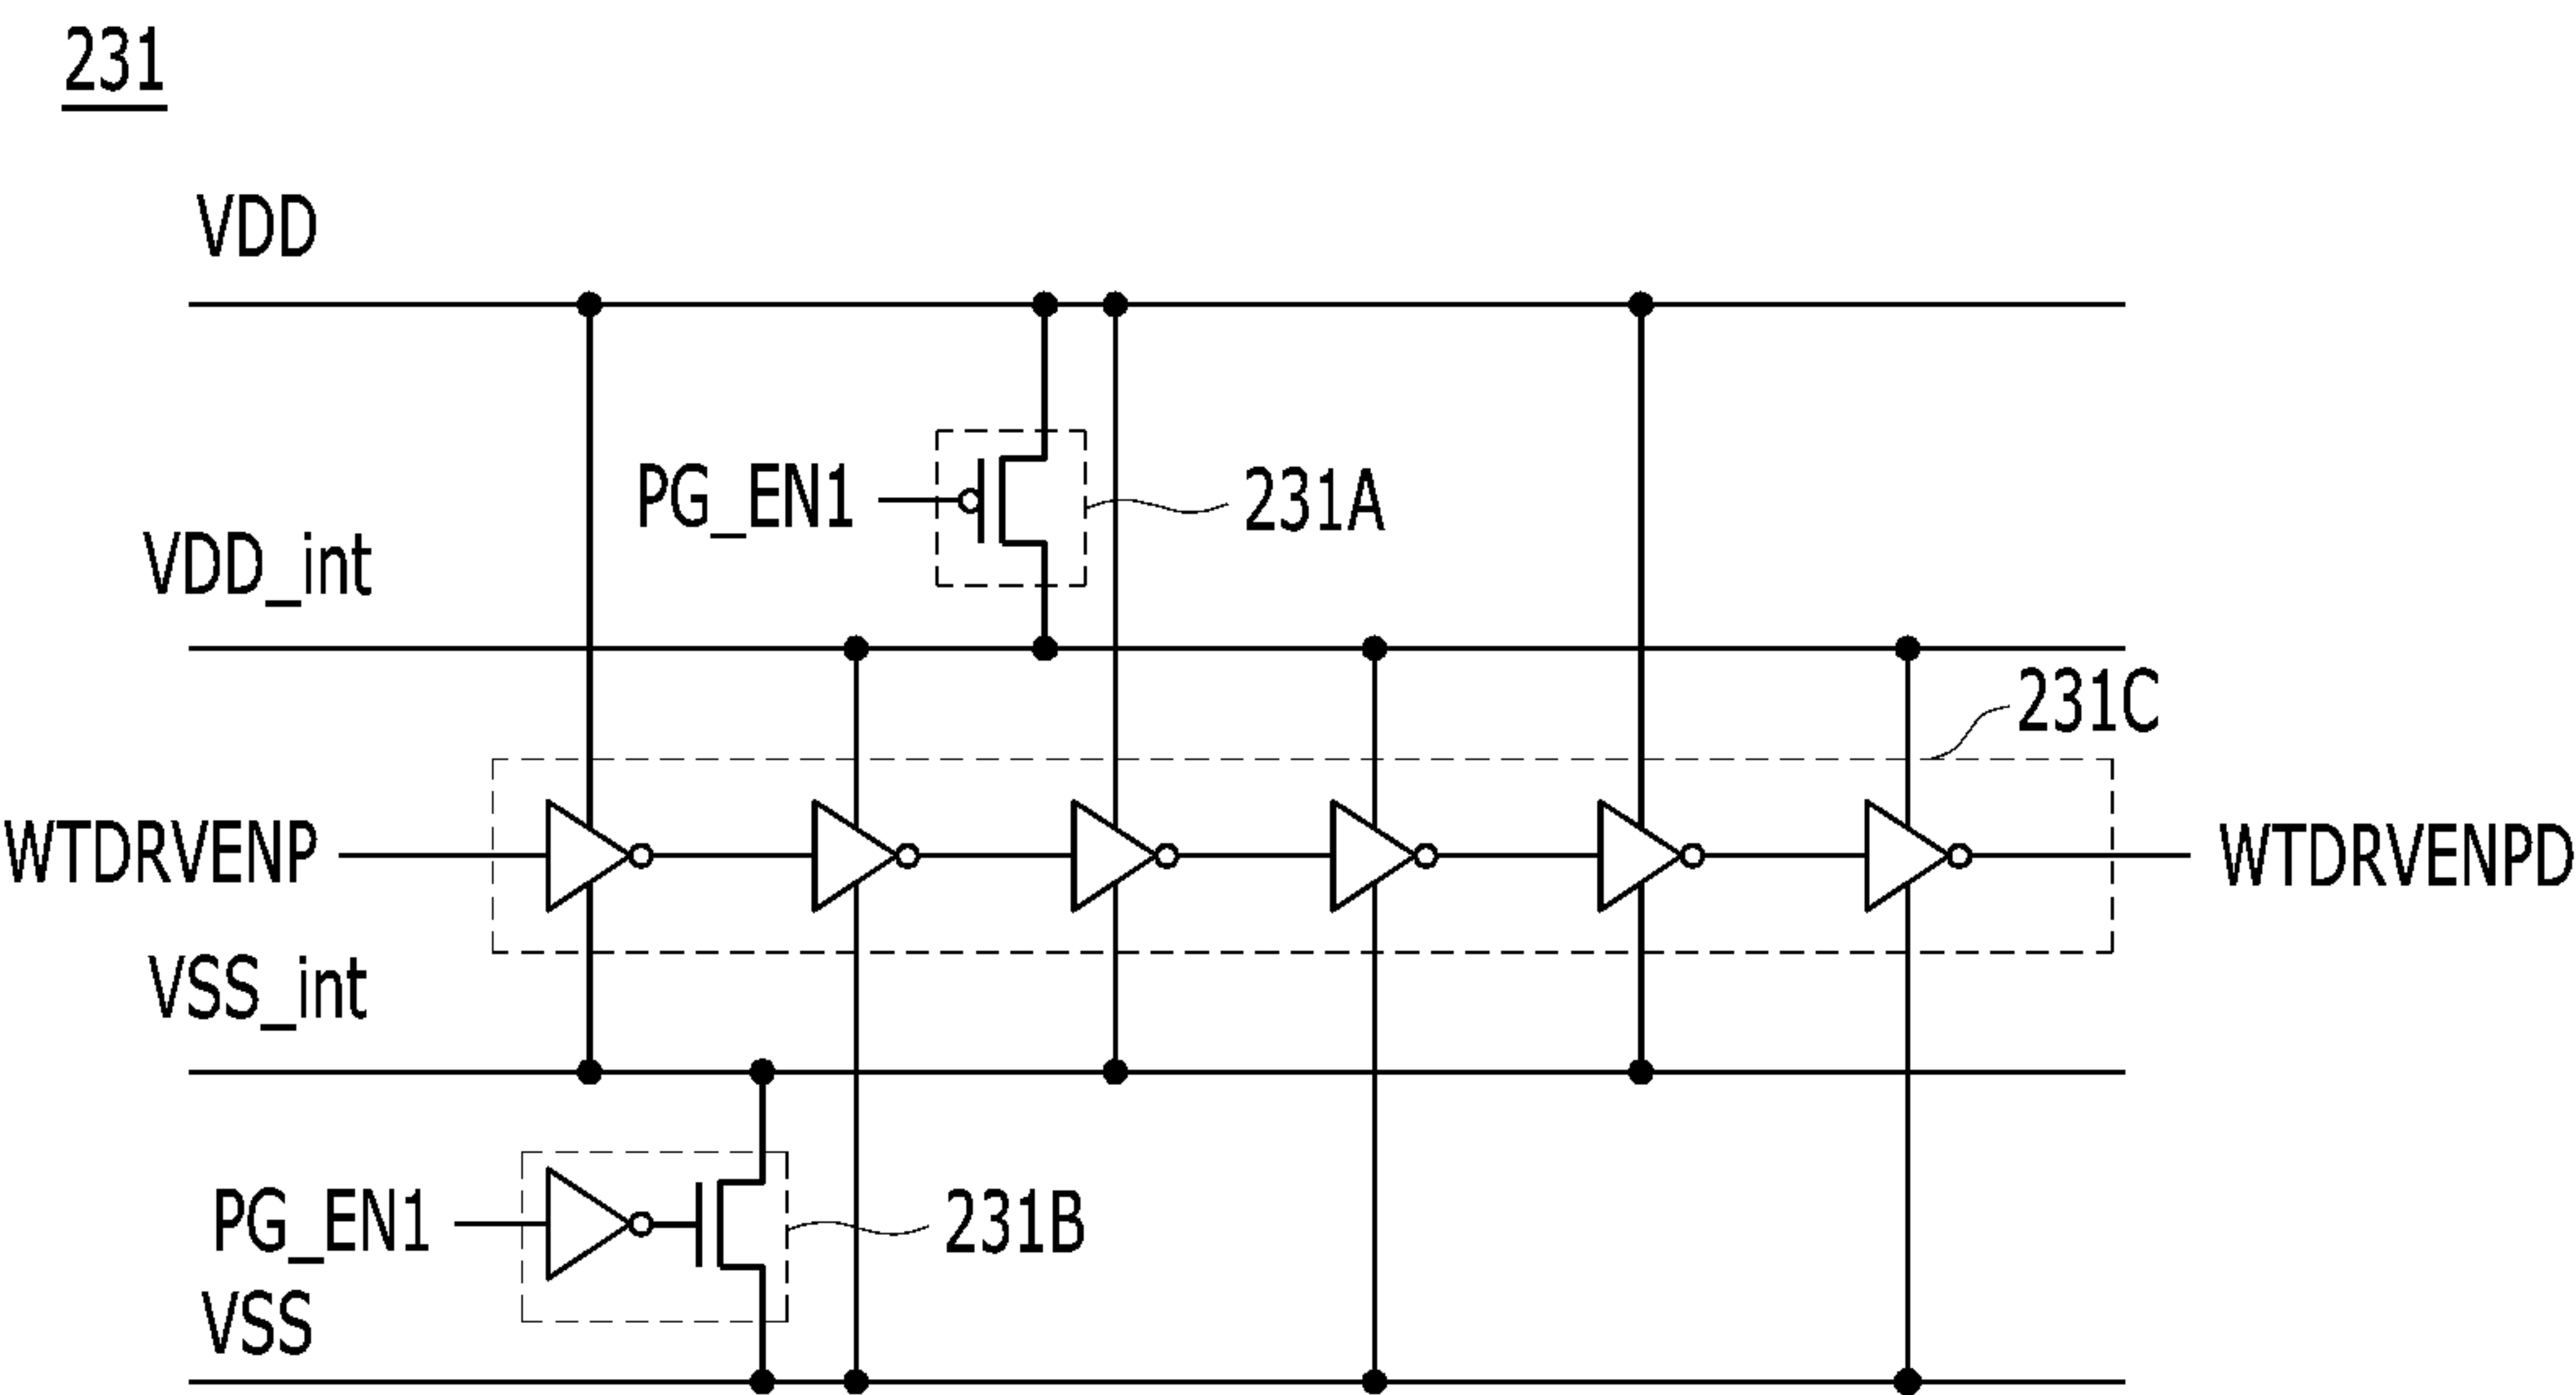 231
VDD
PG_EN1
231A
VDD_int
231C
WTDRVENP
WTDRVENPD
VSS_int
PG_EN1
231B
VSS